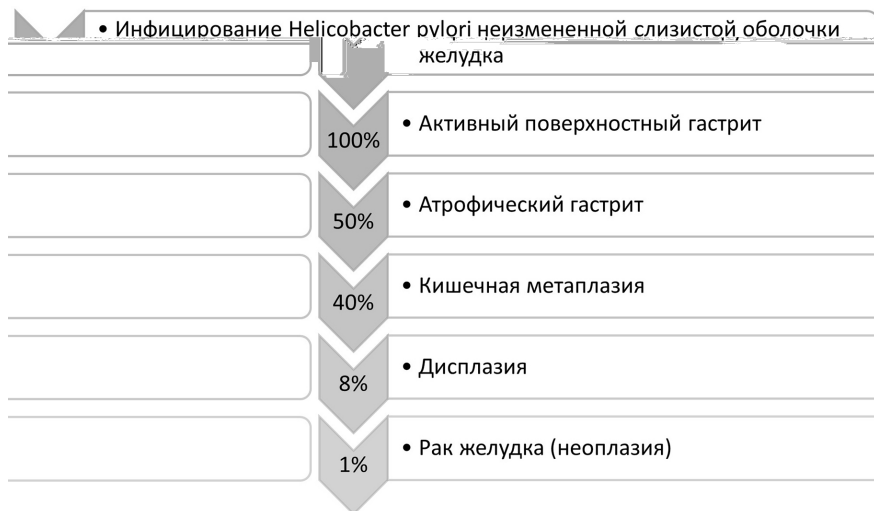 • Инфицирование Helicobacter pylori неизмененной слизистой оболочки
желудка
100%
• Активный поверхностный гастрит
50%
• Атрофический гастрит
40%
• Кишечная метаплазия
8%
• Дисплазия
1%
• Рак желудка (неоплазия)